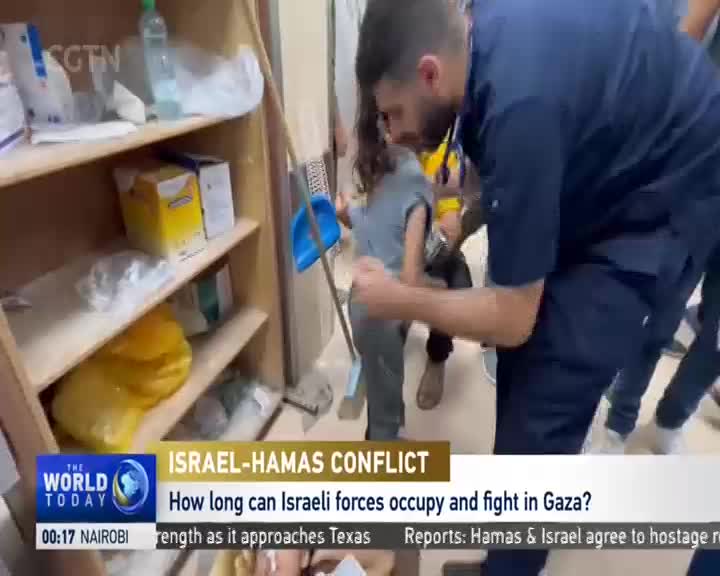 CGTN
ISRAEL-HAMAS CONFLICT
THE
WORLD
TODAY
How long can Israeli forces occupy and fight in Gaza?
00:17 NAIROBI
rength as it approaches Texas Reports: Hamas & Israel agree to hostage r